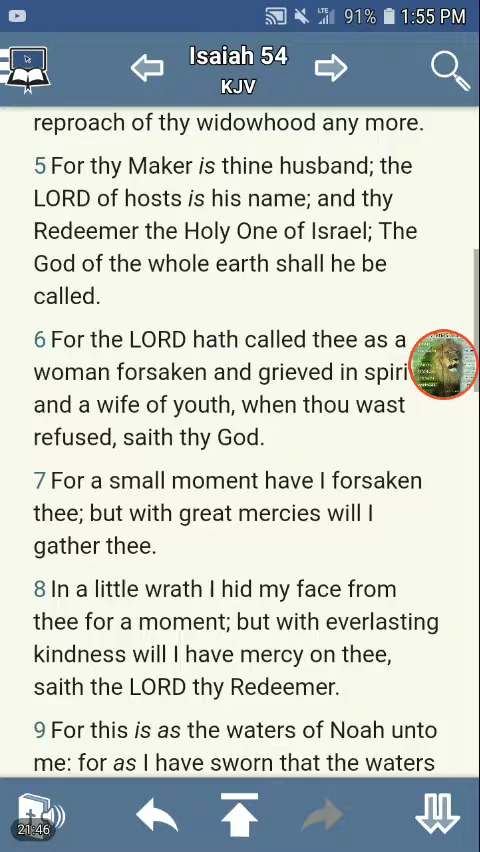 LTE 91% 1:55 PM
Isaiah 54
KJV
reproach of thy widowhood any more.
5 For thy Maker is thine husband; the
LORD of hosts is his name; and thy
Redeemer the Holy One of Israel; The
God of the whole earth shall he be
called.
6 For the LORD hath called thee as a
woman forsaken and grieved in spiri
and a wife of youth, when thou wast
refused, saith thy God.
7 For a small moment have I forsaken
thee; but with great mercies will I
gather thee.
8 In a little wrath I hid my face from
thee for a moment; but with everlasting
kindness will I have mercy on thee,
saith the LORD thy Redeemer.
9 For this is as the waters of Noah unto
me: for as I have sworn that the waters
21:46